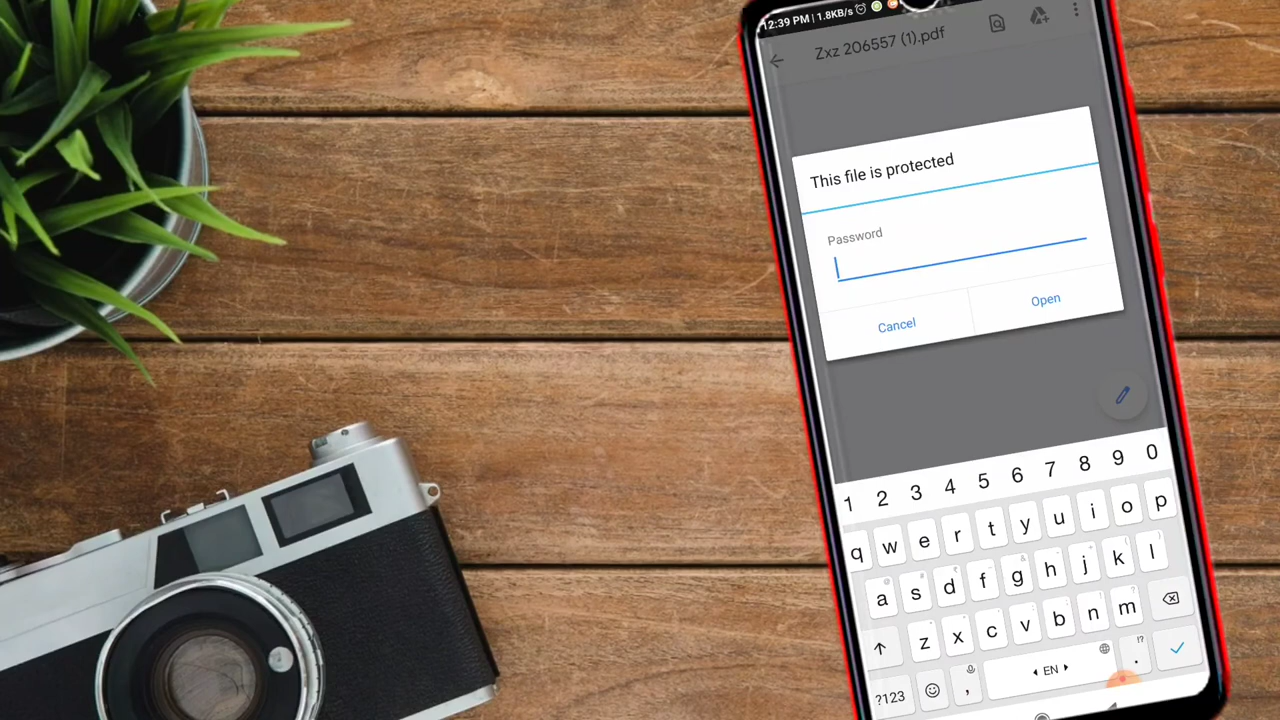 12:39 PM | 1.8KB/s
Zxz 206557 (1).pdf
This file is protected
Password
Cancel
Open
1 2 3 4 5 6 7 8 9 0
q w e r t y u i o p
a s d f g h j k l
z x c v b n m
?123 , EN . !?